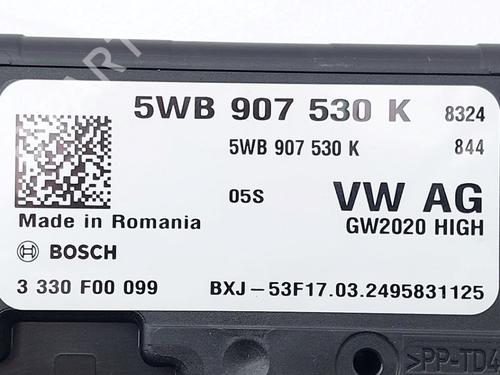 5WB 907 530 K 8324
5WB 907 530 K 844
05S VW AG
Made in Romania GW2020 HIGH
BOSCH
3 330 F00 099 BXJ-53F17.03.2495831125
>PP-TD4